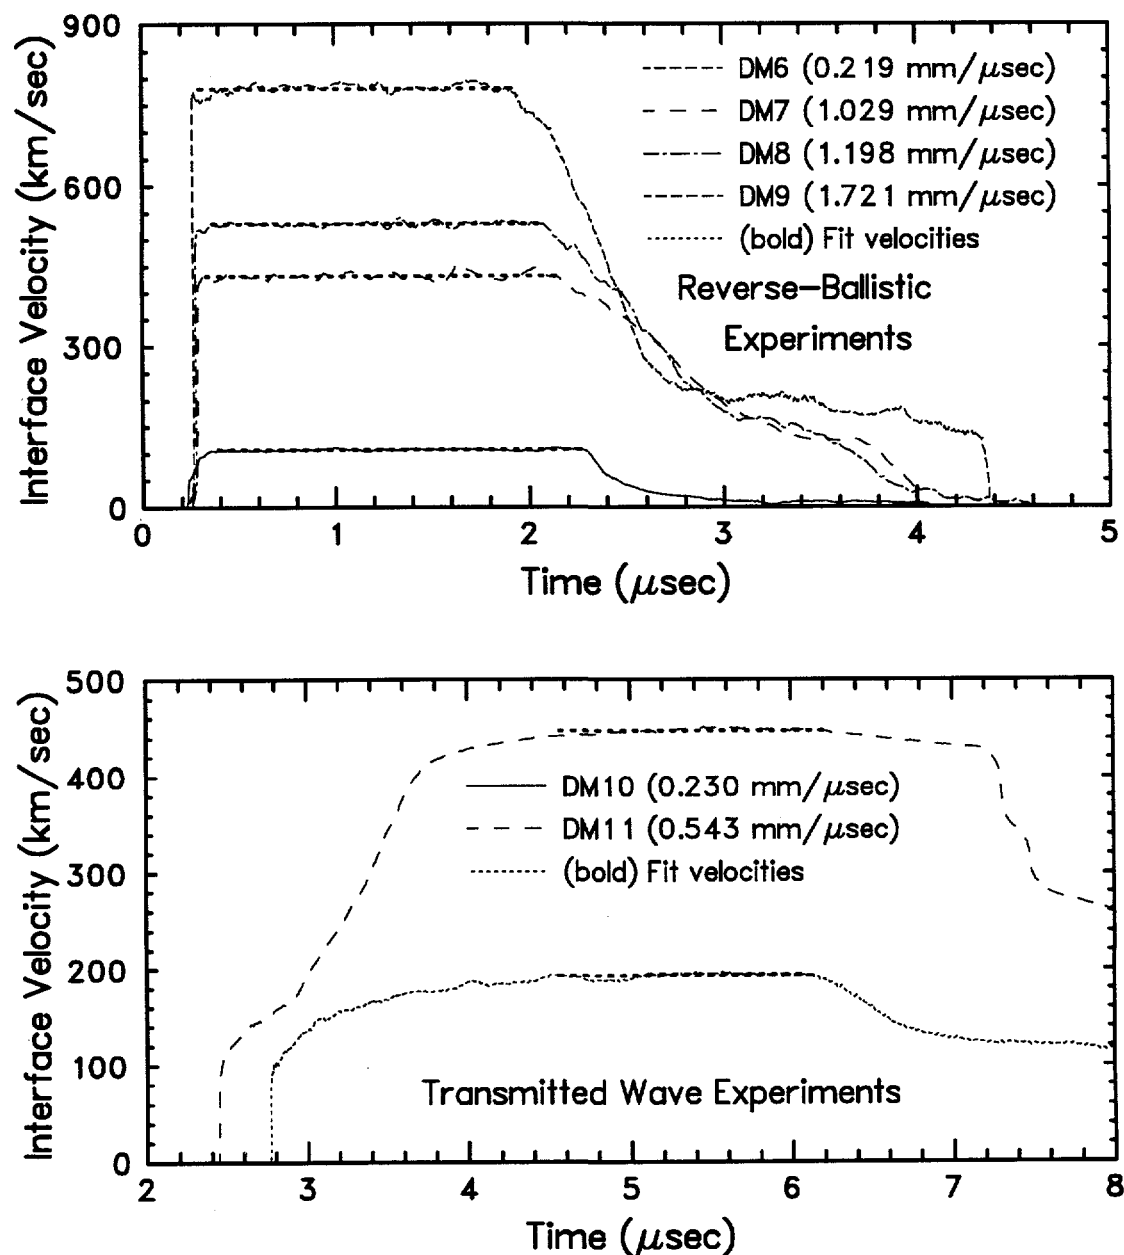 900
600
300
0
Interface Velocity (km/sec)
DM6 (0.219 mm/μsec)
DM7 (1.029 mm/μsec)
DM8 (1.198 mm/μsec)
DM9 (1.721 mm/μsec)
(bold) Fit velocities
Reverse-Ballistic
Experiments
0 1 2 3 4 5
Time (μsec)
500
400
300
200
100
0
Interface Velocity (km/sec)
DM10 (0.230 mm/μsec)
DM11 (0.543 mm/μsec)
(bold) Fit velocities
Transmitted Wave Experiments
2 3 4 5 6 7 8
Time (μsec)